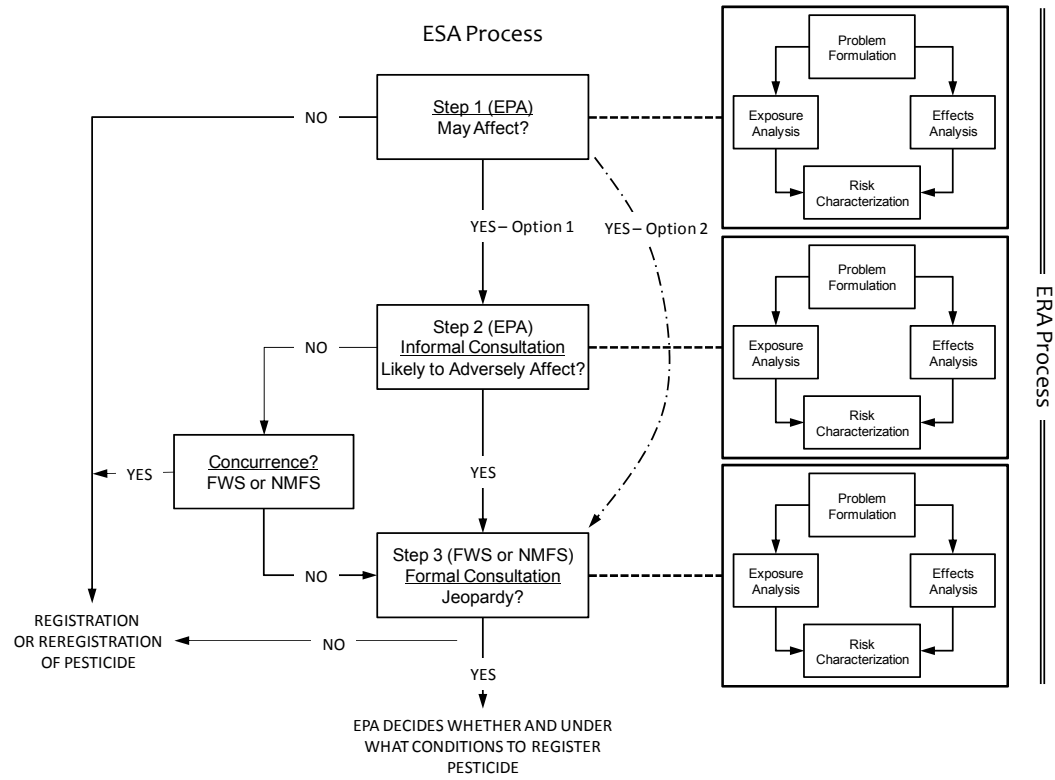 ESA Process
Step 1 (EPA)
May Affect?
NO
YES – Option 1
YES – Option 2
Step 2 (EPA)
Informal Consultation
Likely to Adversely Affect?
NO
Concurrence?
FWS or NMFS
YES
YES
NO
Step 3 (FWS or NMFS)
Formal Consultation
Jeopardy?
REGISTRATION
OR REREGISTRATION
OF PESTICIDE
NO
YES
EPA DECIDES WHETHER AND UNDER
WHAT CONDITIONS TO REGISTER
PESTICIDE
Problem
Formulation
Exposure
Analysis
Effects
Analysis
Risk
Characterization
Problem
Formulation
Exposure
Analysis
Effects
Analysis
Risk
Characterization
Problem
Formulation
Exposure
Analysis
Effects
Analysis
Risk
Characterization
ERA Process